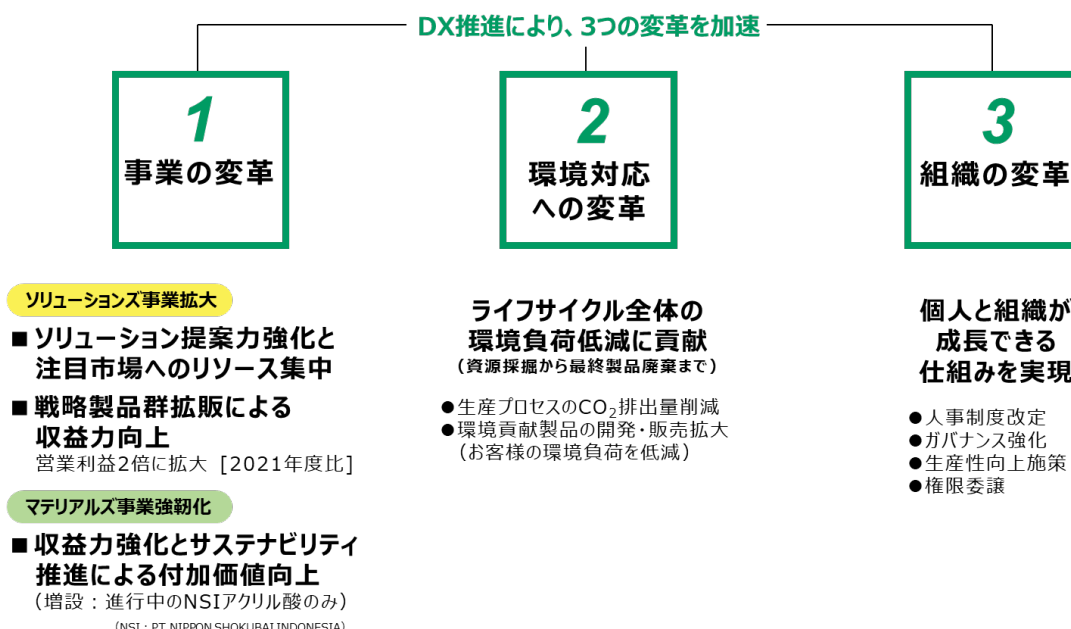 DX推進により、3つの変革を加速
1
事業の変革
2
環境対応
への変革
3
組織の変革
ソリューションズ事業拡大
■ ソリューション提案力強化と
注目市場へのリソース集中
■ 戦略製品群拡販による
収益力向上
営業利益2倍に拡大 [2021年度比]
マテリアルズ事業強靭化
■ 収益力強化とサステナビリティ
推進による付加価値向上
（増設：進行中のNSIアクリル酸のみ）
（NSI：PT. NIPPON SHOKUBAI INDONESIA）
ライフサイクル全体の
環境負荷低減に貢献
（資源採掘から最終製品廃棄まで）
●生産プロセスのCO₂排出量削減
●環境貢献製品の開発・販売拡大
（お客様の環境負荷を低減）
個人と組織が
成長できる
仕組みを実現
●人事制度改定
●ガバナンス強化
●生産性向上施策
●権限委譲